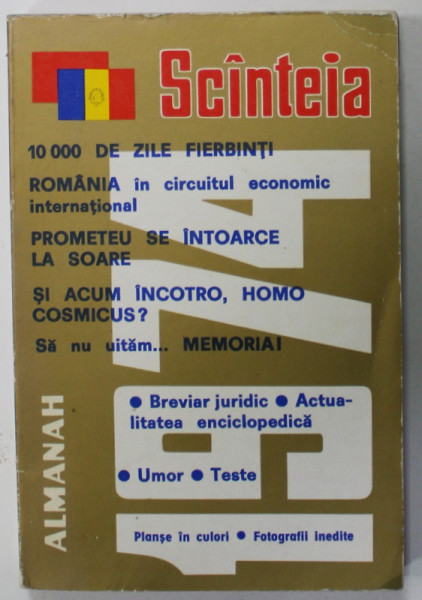 Scînteia
10 000 DE ZILE FIERBINȚI
ROMÂNIA în circuitul economic
internațional
PROMETEU SE ÎNTOARCE
LA SOARE
ȘI ACUM ÎNCOTRO, HOMO
COSMICUS?
Să nu uităm... MEMORIA!
● Breviar juridic ● Actua-
litatea enciclopedică
● Umor ● Teste
Planșe în culori ● Fotografii inedite
ALMANAH
1974